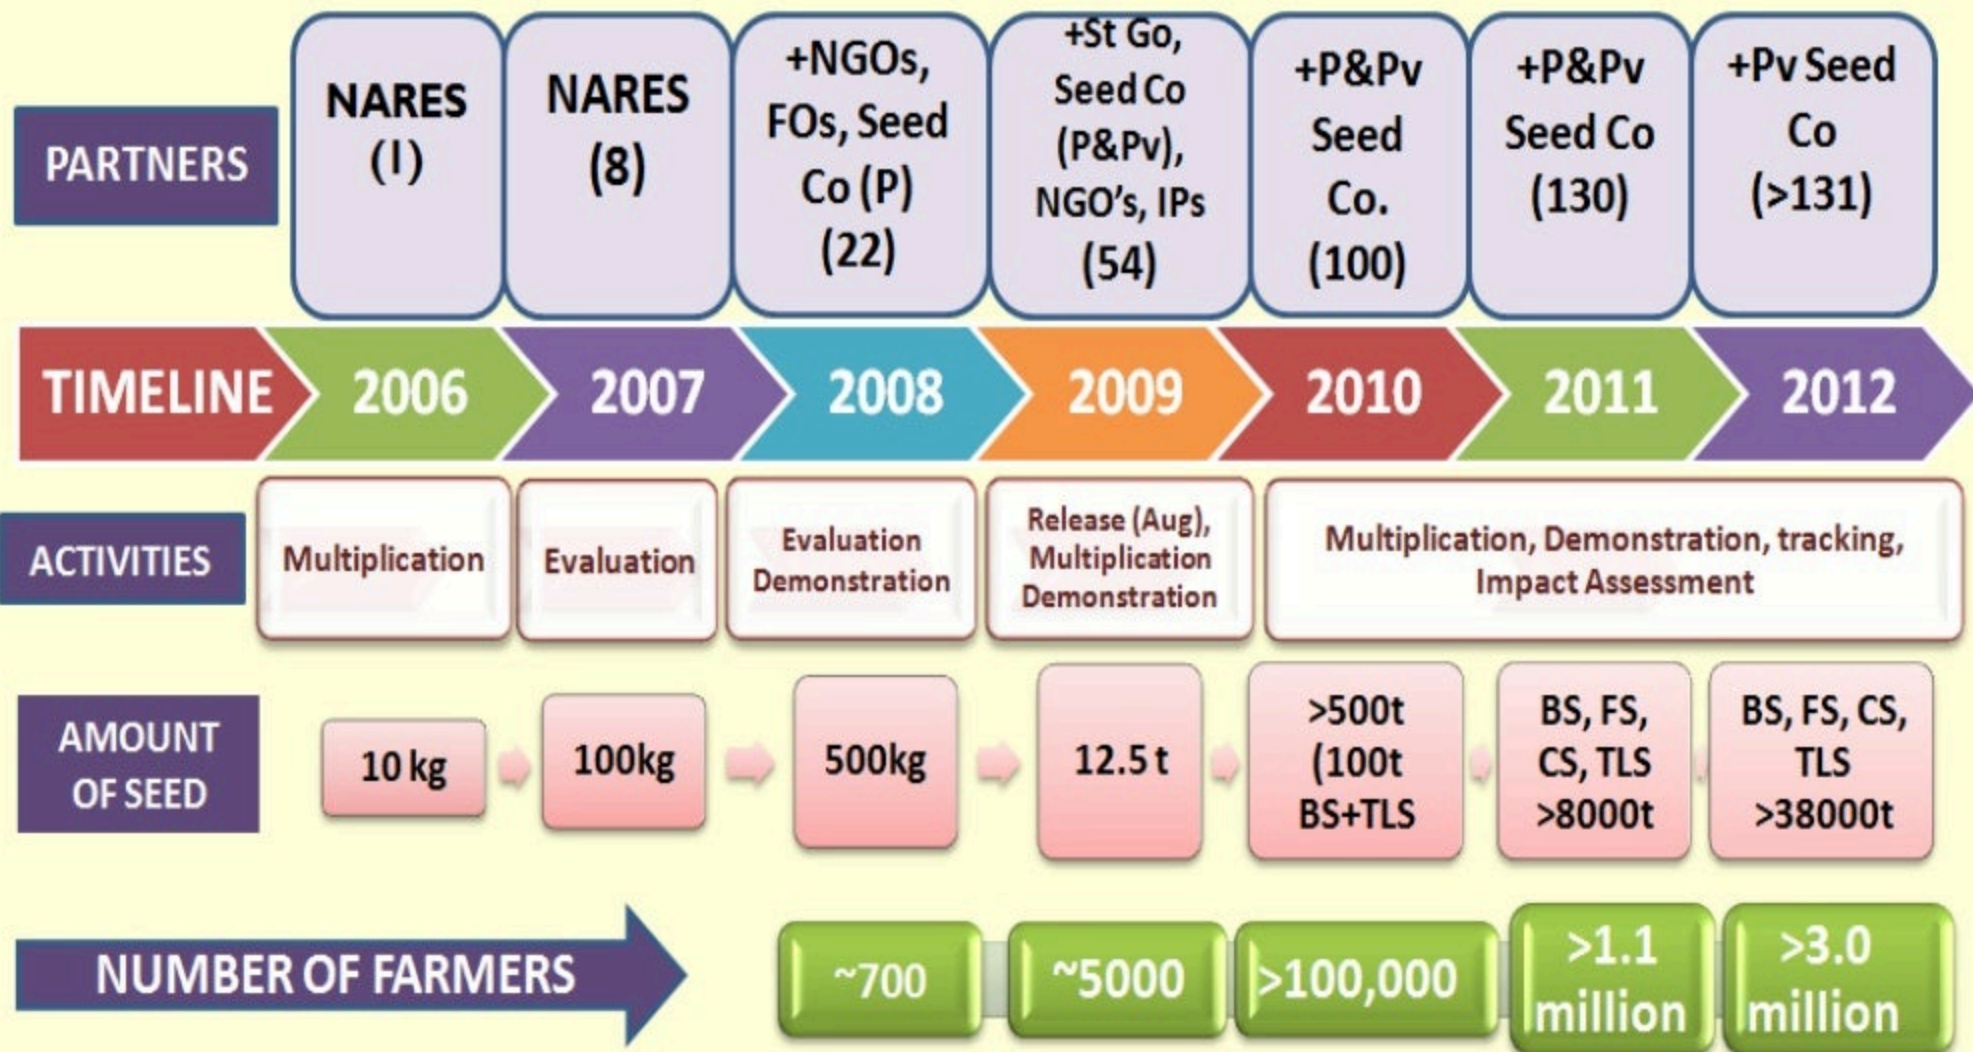 PARTNERS
NARES
(I)
NARES
(8)
+NGOs,
FOs, Seed
Co (P)
(22)
+St Go,
Seed Co
(P&Pv),
NGO's, IPs
(54)
+P&Pv
Seed
Co.
(100)
+P&Pv
Seed Co
(130)
+Pv Seed
Co
(>131)
TIMELINE
2006
2007
2008
2009
2010
2011
2012
ACTIVITIES
Multiplication
Evaluation
Evaluation
Demonstration
Release (Aug),
Multiplication
Demonstration
Multiplication, Demonstration, tracking,
Impact Assessment
AMOUNT
OF SEED
10 kg
100kg
500kg
12.5 t
>500t
(100t
BS+TLS
BS, FS,
CS, TLS
>8000t
BS, FS, CS,
TLS
>38000t
NUMBER OF FARMERS
~700
~5000
>100,000
>1.1
million
>3.0
million